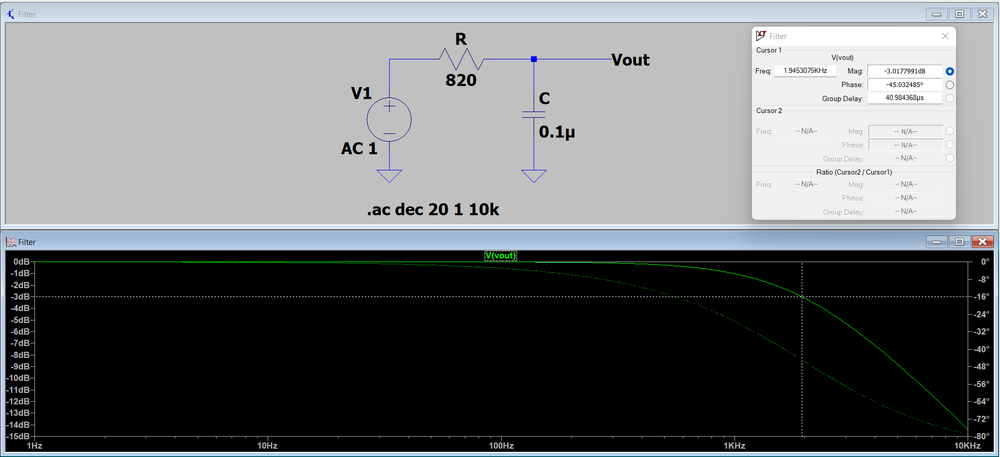 Filter
R
820
Vout
V1
AC 1
C
0.1µ
.ac dec 20 1 10k
Filter
Cursor 1
V(vout)
Freq: 1.9453075KHz Mag: -3.0177991dB
Phase: -45.032485º
Group Delay: 40.984368µs
Cursor 2
Freq: -- N/A-- Mag: -- N/A--
Phase: -- N/A--
Group Delay: -- N/A--
Ratio (Cursor2 / Cursor1)
Freq: -- N/A-- Mag: -- N/A--
Phase: -- N/A--
Group Delay: -- N/A--
Filter
V(vout)
0dB
-1dB
-2dB
-3dB
-4dB
-5dB
-6dB
-7dB
-8dB
-9dB
-10dB
-11dB
-12dB
-13dB
-14dB
-15dB
0°
-8°
-16°
-24°
-32°
-40°
-48°
-56°
-64°
-72°
-80°
1Hz 10Hz 100Hz 1KHz 10KHz